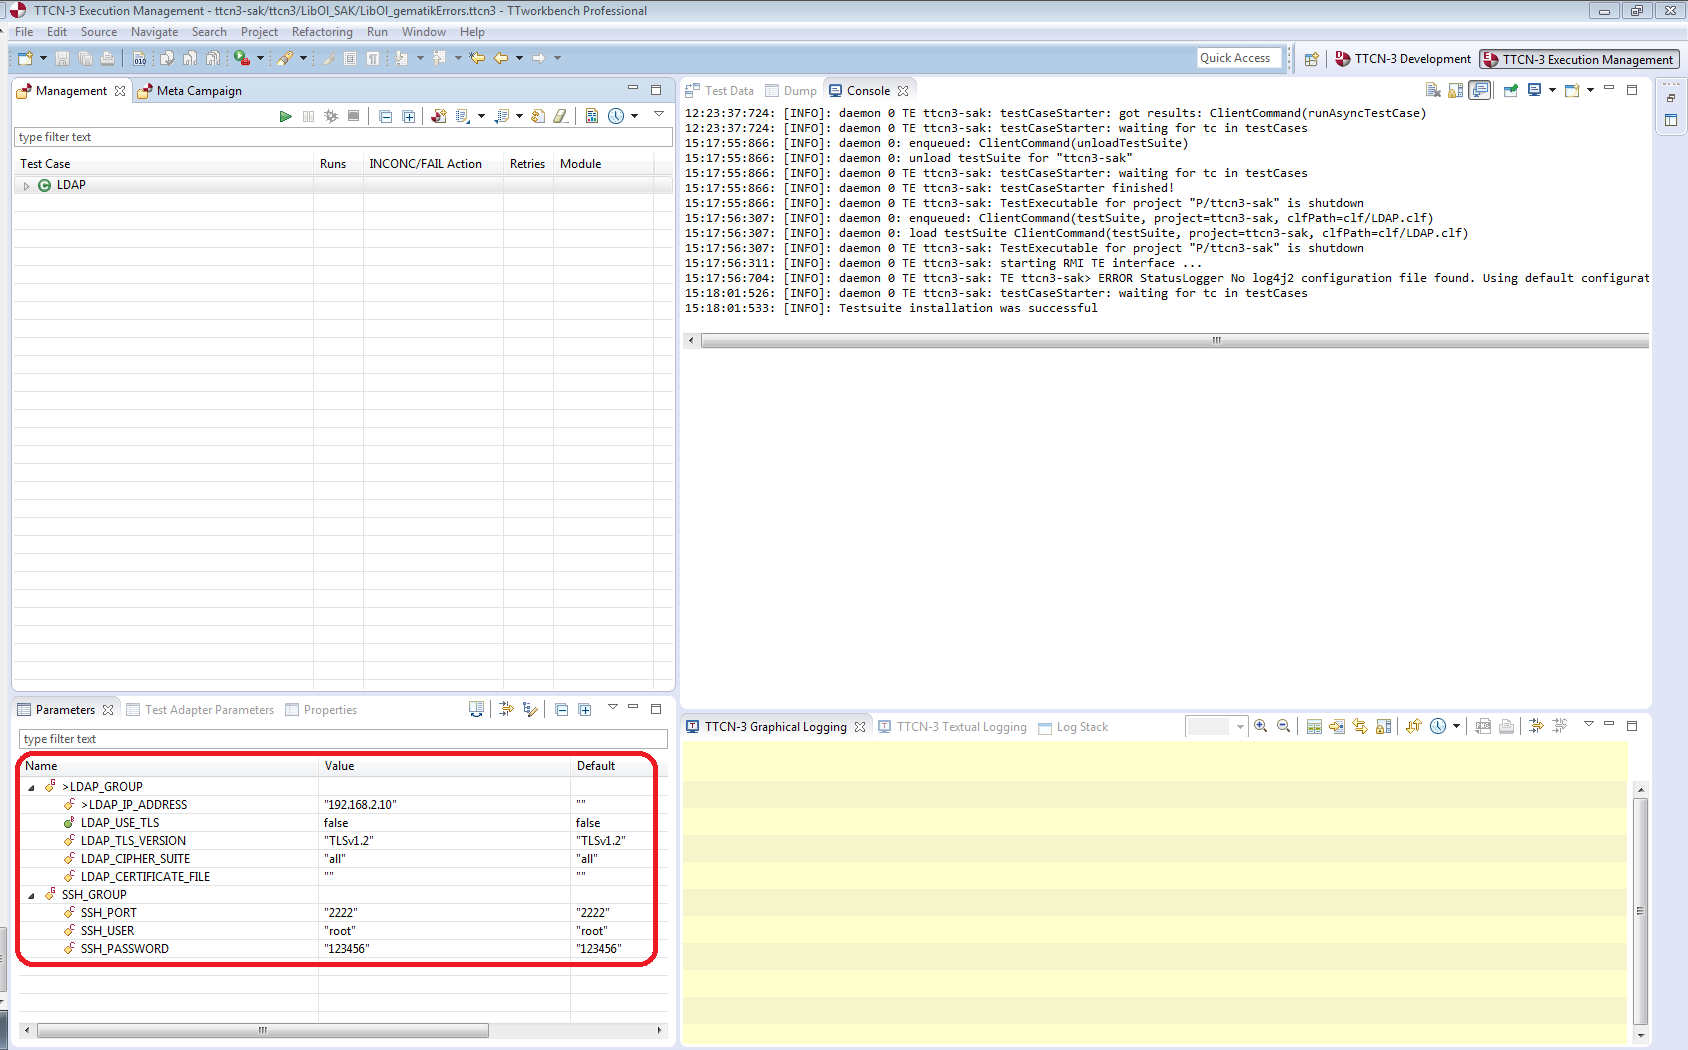 TTCN-3 Execution Management - ttcn3-sak/ttcn3/LibOI_SAK/LibOI_gematikErrors.ttcn3 - TTworkbench Professional
File Edit Source Navigate Search Project Refactoring Run Window Help
Quick Access
TTCN-3 Development
TTCN-3 Execution Management
Management
Meta Campaign
type filter text
Test Case Runs INCONC/FAIL Action Retries Module
LDAP
Test Data Dump Console
12:23:37:724: [INFO]: daemon 0 TE ttcn3-sak: testCaseStarter: got results: ClientCommand(runAsyncTestCase)
12:23:37:724: [INFO]: daemon 0 TE ttcn3-sak: testCaseStarter: waiting for tc in testCases
15:17:55:866: [INFO]: daemon 0: enqueued: ClientCommand(unloadTestSuite)
15:17:55:866: [INFO]: daemon 0: unload testSuite for "ttcn3-sak"
15:17:55:866: [INFO]: daemon 0 TE ttcn3-sak: testCaseStarter: waiting for tc in testCases
15:17:55:866: [INFO]: daemon 0 TE ttcn3-sak: testCaseStarter finished!
15:17:55:866: [INFO]: daemon 0 TE ttcn3-sak: TestExecutable for project "P/ttcn3-sak" is shutdown
15:17:56:307: [INFO]: daemon 0: enqueued: ClientCommand(testSuite, project=ttcn3-sak, clfPath=clf/LDAP.clf)
15:17:56:307: [INFO]: daemon 0: load testSuite ClientCommand(testSuite, project=ttcn3-sak, clfPath=clf/LDAP.clf)
15:17:56:307: [INFO]: daemon 0 TE ttcn3-sak: TestExecutable for project "P/ttcn3-sak" is shutdown
15:17:56:311: [INFO]: daemon 0 TE ttcn3-sak: starting RMI TE interface ...
15:17:56:704: [INFO]: daemon 0 TE ttcn3-sak: TE ttcn3-sak> ERROR StatusLogger No log4j2 configuration file found. Using default configurat
15:18:01:526: [INFO]: daemon 0 TE ttcn3-sak: testCaseStarter: waiting for tc in testCases
15:18:01:533: [INFO]: Testsuite installation was successful
Parameters Test Adapter Parameters Properties
type filter text
Name Value Default
>LDAP_GROUP
>LDAP_IP_ADDRESS "192.168.2.10" ""
LDAP_USE_TLS false false
LDAP_TLS_VERSION "TLSv1.2" "TLSv1.2"
LDAP_CIPHER_SUITE "all" "all"
LDAP_CERTIFICATE_FILE "" ""
SSH_GROUP
SSH_PORT "2222" "2222"
SSH_USER "root" "root"
SSH_PASSWORD "123456" "123456"
TTCN-3 Graphical Logging TTCN-3 Textual Logging Log Stack